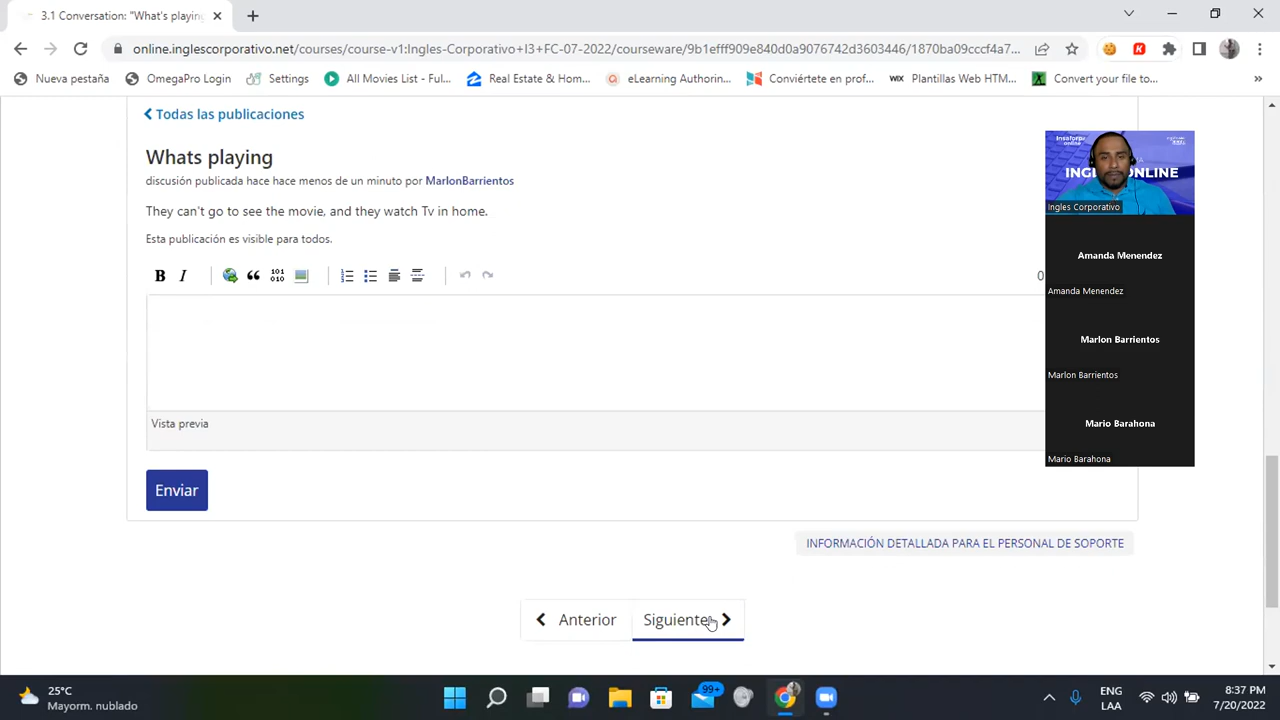 3.1 Conversation: "What's playing
online.inglescorporativo.net/courses/course-v1:Ingles-Corporativo+I3+FC-07-2022/courseware/9b1efff909e840d0a9076742d3603446/1870ba09cccf4a7...
Nueva pestaña
OmegaPro Login
Settings
All Movies List - Ful...
Real Estate & Hom...
eLearning Authorin...
Conviértete en prof...
WIX Plantillas Web HTM...
Convert your file to...
»
Todas las publicaciones
Whats playing
discusión publicada hace hace menos de un minuto por MarlonBarrientos
They can't go to see the movie, and they watch Tv in home.
Esta publicación es visible para todos.
B I
101
010
0
Vista previa
Enviar
INGL ONLINE
Ingles Corporativo
Amanda Menendez
Amanda Menendez
Marlon Barrientos
Marlon Barrientos
Mario Barahona
Mario Barahona
INFORMACIÓN DETALLADA PARA EL PERSONAL DE SOPORTE
Anterior
Siguiente
25°C
Mayorm. nublado
99+
ENG
LAA
8:37 PM
7/20/2022